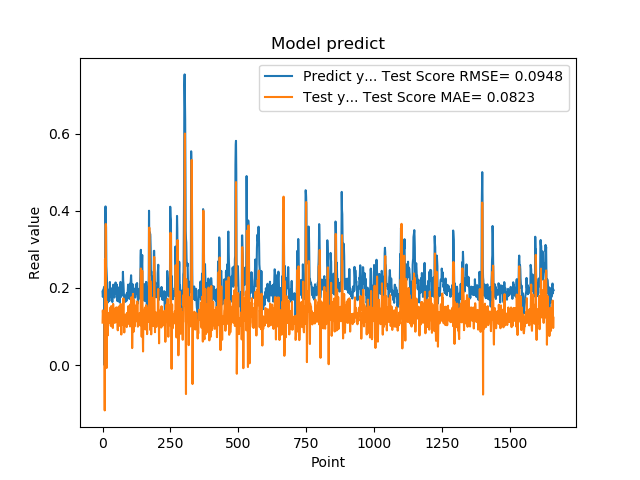 Model predict
Predict y... Test Score RMSE= 0.0948
Test y... Test Score MAE= 0.0823
Real value
0.6
0.4
0.2
0.0
0 250 500 750 1000 1250 1500
Point